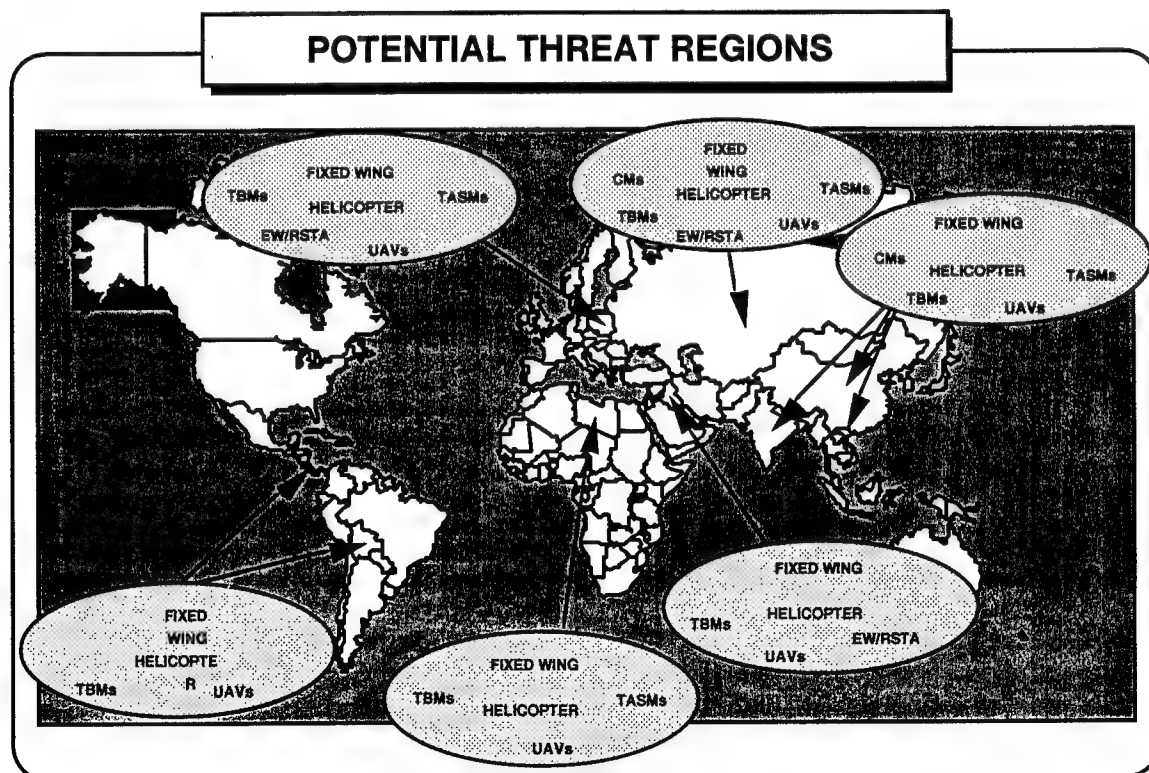 POTENTIAL THREAT REGIONS
FIXED WING
TBMs
HELICOPTER
TASMs
EW/RSTA
UAVs
FIXED
WING
CMs
HELICOPTER
TASMs
TBMs
EW/RSTA
UAVs
FIXED WING
CMs
HELICOPTER
TASMs
TBMs
UAVs
FIXED
WING
HELICOPTE
R
TBMs
UAVs
FIXED WING
TBMs
HELICOPTER
TASMs
UAVs
FIXED WING
TBMs
HELICOPTER
EW/RSTA
UAVs